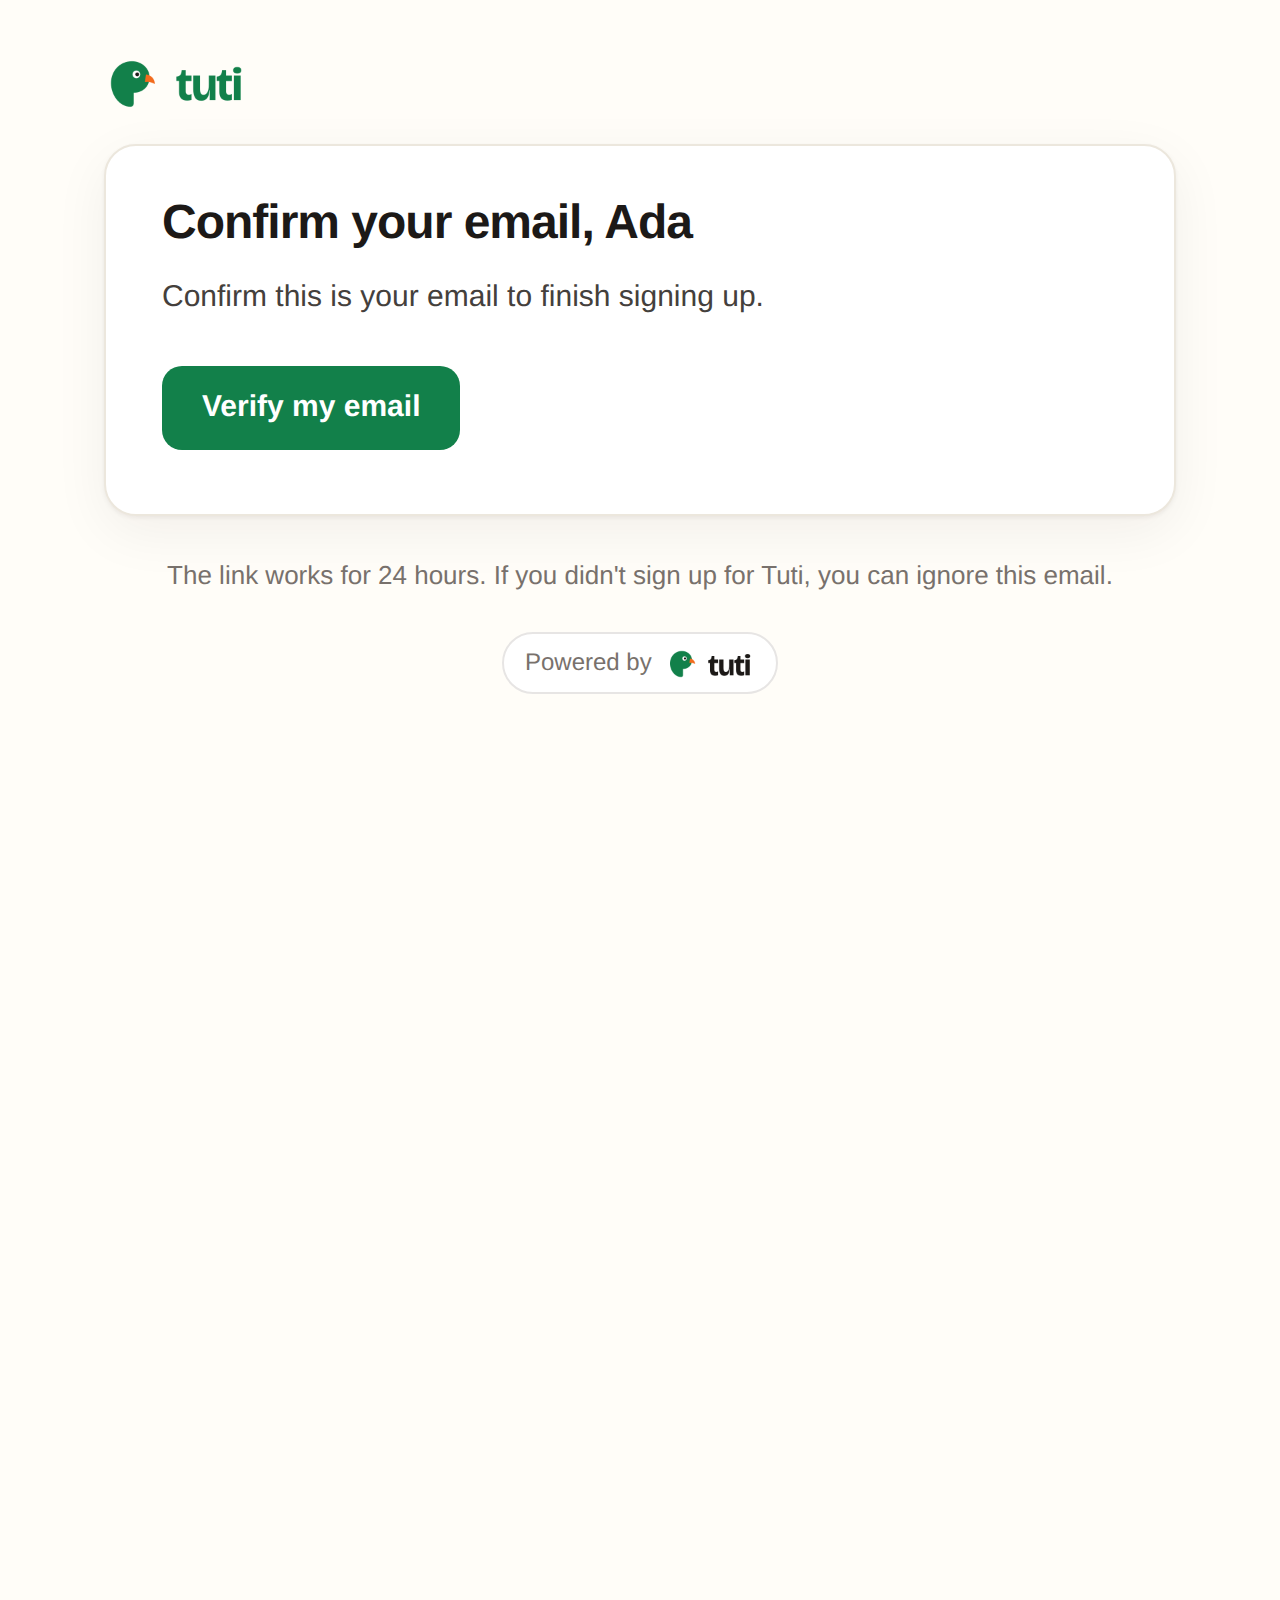 tuti
Confirm your email, Ada
Confirm this is your email to finish signing up.
Verify my email
The link works for 24 hours. If you didn't sign up for Tuti, you can ignore this email.
Powered by tuti